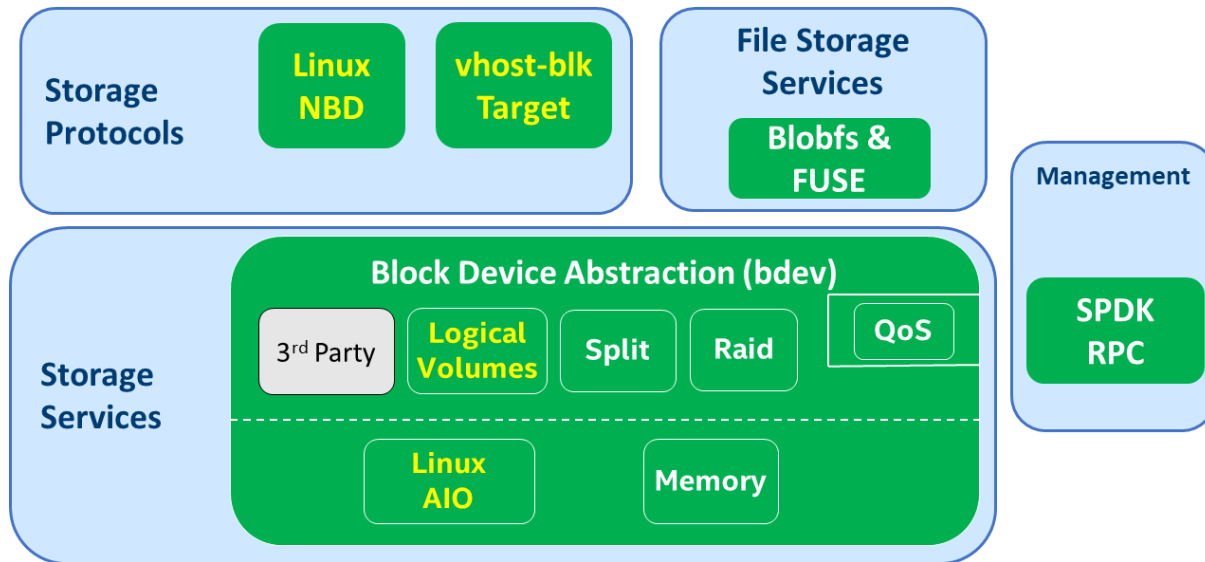 Storage
Protocols
Linux
NBD
vhost-blk
Target
File Storage
Services
Blobfs &
FUSE
Management
SPDK
RPC
Storage
Services
Block Device Abstraction (bdev)
3rd Party
Logical
Volumes
Split
Raid
QoS
Linux
AIO
Memory